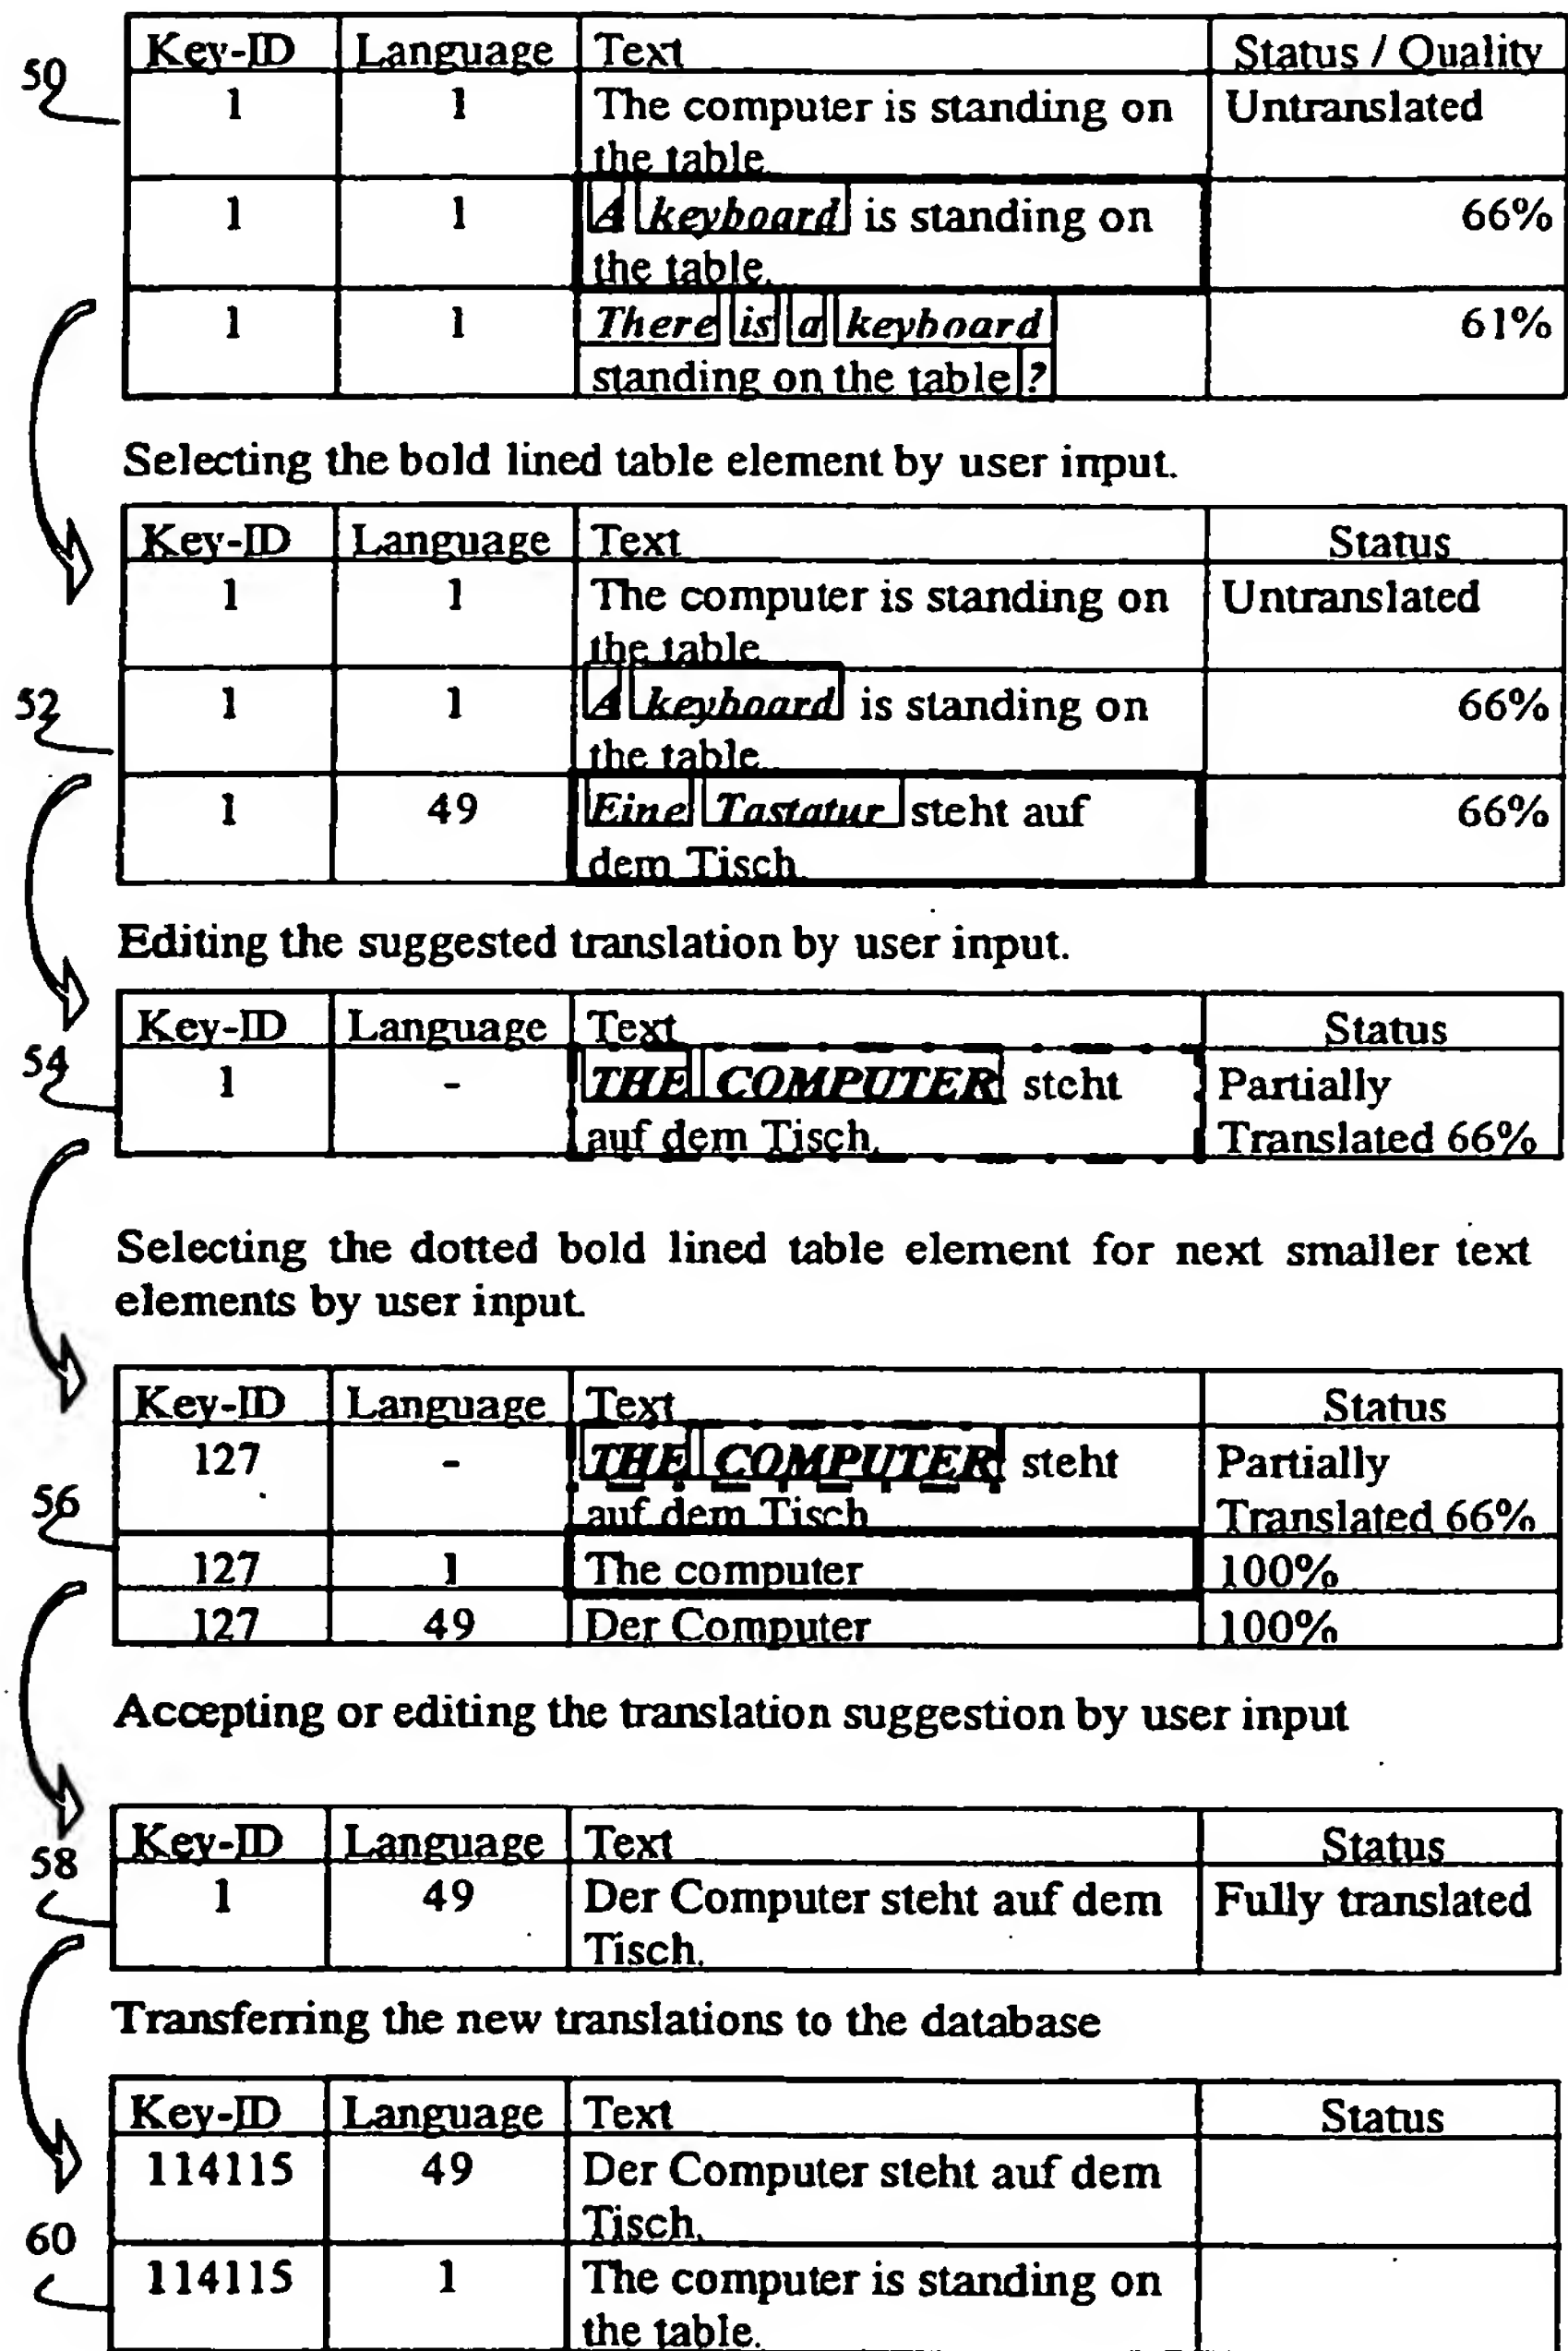 Key-ID Language Text Status / Quality
50
1 1 The computer is standing on Untranslated
the table.
1 1 A keyboard is standing on 66%
the table.
1 1 There is a keyboard 61%
standing on the table ?
Selecting the bold lined table element by user input.
Key-ID Language Text Status
1 1 The computer is standing on Untranslated
the table.
52
1 1 A keyboard is standing on 66%
the table.
1 49 Eine Tastatur steht auf 66%
dem Tisch.
Editing the suggested translation by user input.
Key-ID Language Text Status
54
1 - THE COMPUTER steht Partially
auf dem Tisch. Translated 66%
Selecting the dotted bold lined table element for next smaller text
elements by user input.
Key-ID Language Text Status
127 - THE COMPUTER steht Partially
auf dem Tisch Translated 66%
56
127 1 The computer 100%
127 49 Der Computer 100%
Accepting or editing the translation suggestion by user input
Key-ID Language Text Status
58
1 49 Der Computer steht auf dem Fully translated
Tisch.
Transferring the new translations to the database
Key-ID Language Text Status
114115 49 Der Computer steht auf dem
Tisch.
60
114115 1 The computer is standing on
the table.